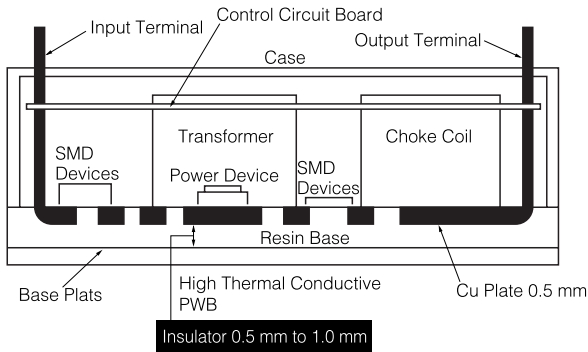 Input Terminal
Control Circuit Board
Output Terminal
Case
Transformer
Choke Coil
SMD
Devices
Power Device
SMD
Devices
Resin Base
Base Plats
High Thermal Conductive
PWB
Cu Plate 0.5 mm
Insulator 0.5 mm to 1.0 mm